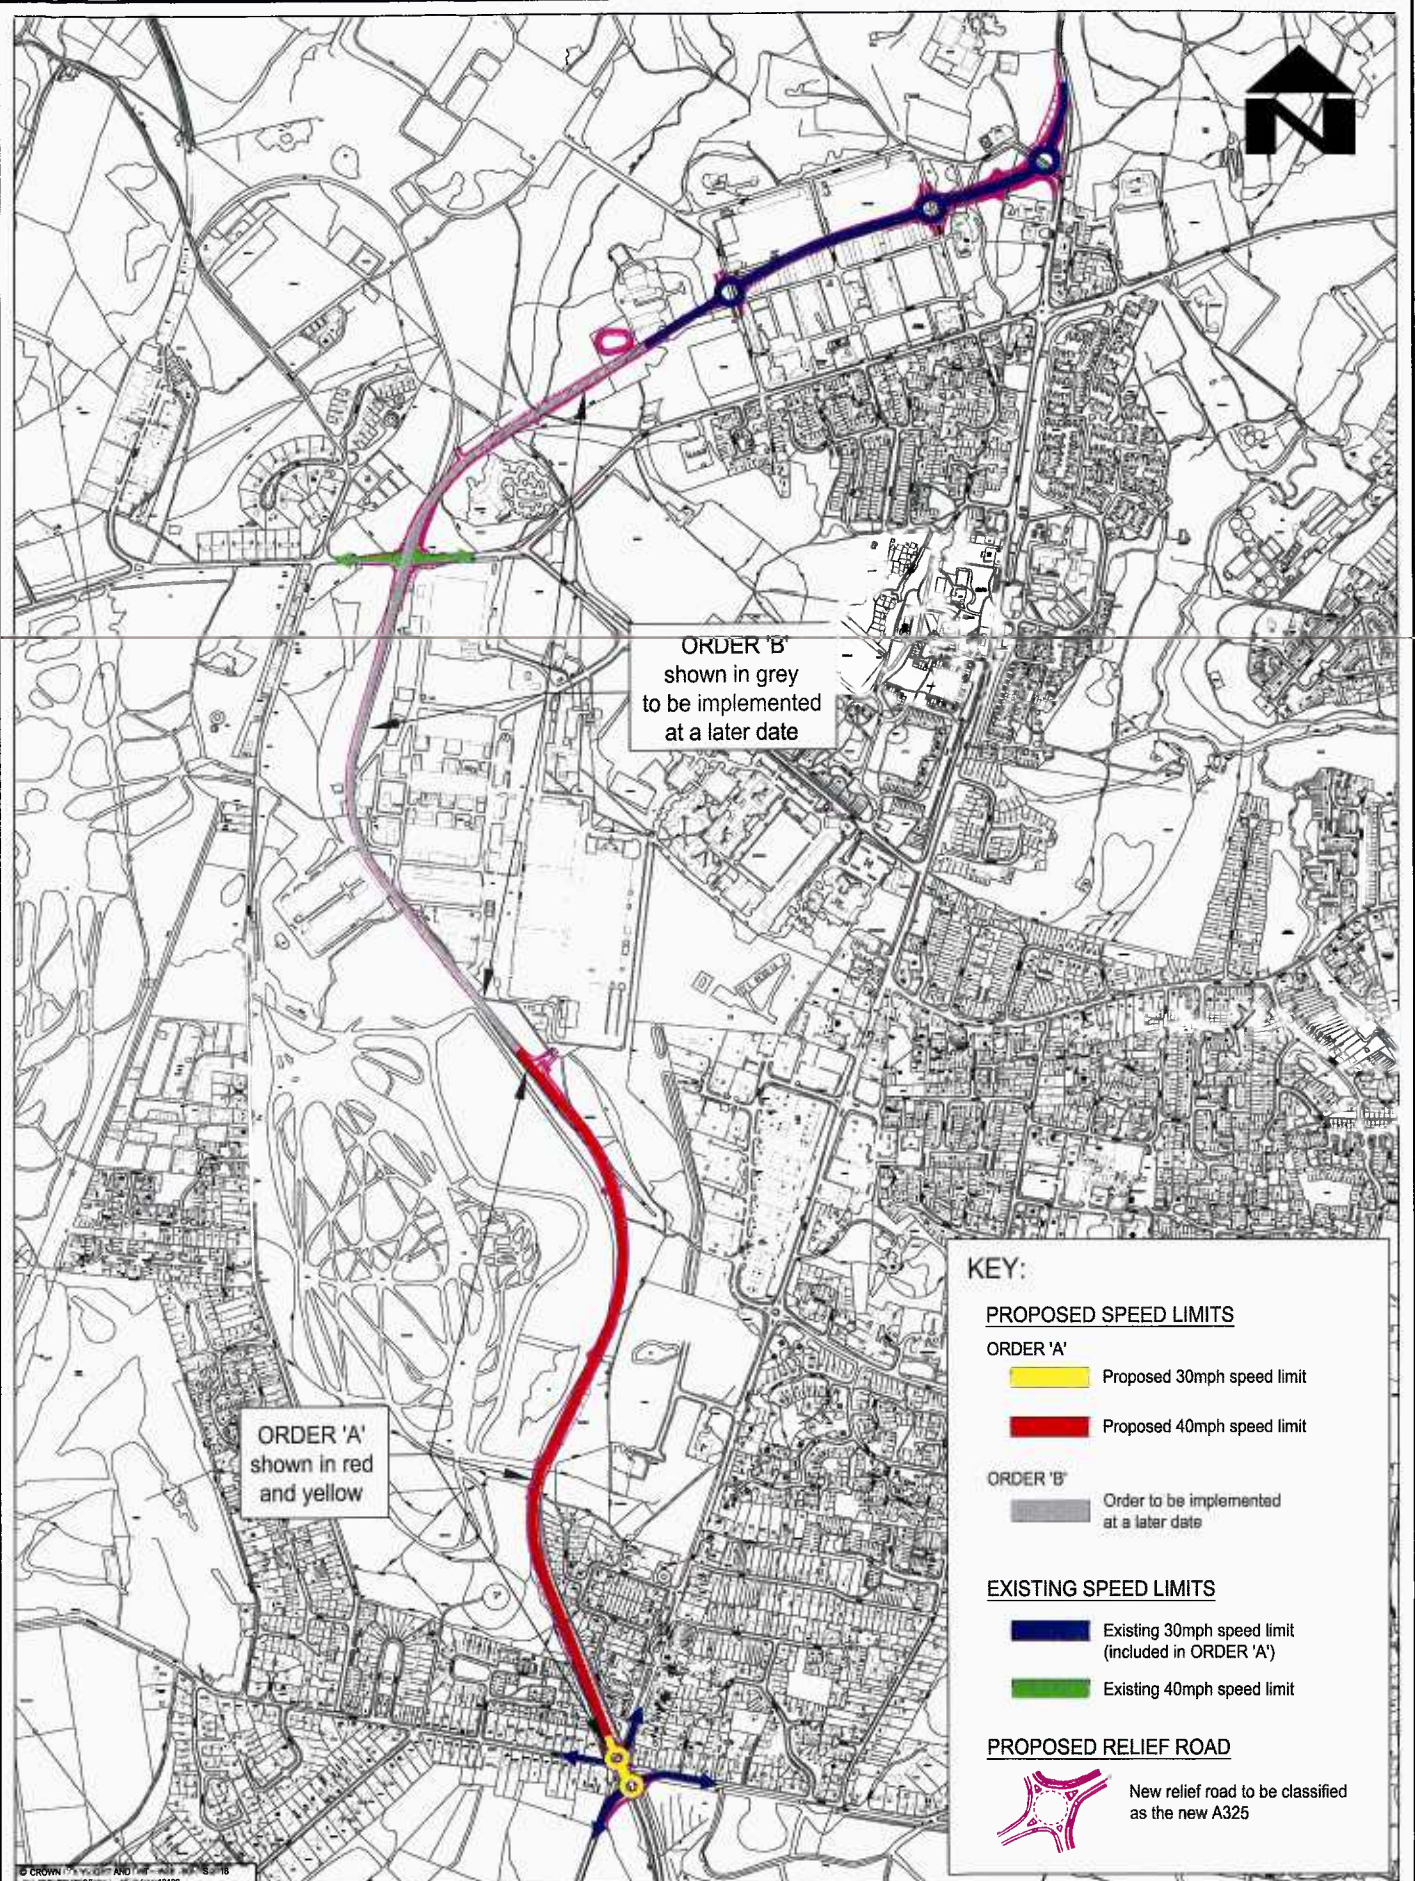 N
ORDER 'B'
shown in grey
to be implemented
at a later date
ORDER 'A'
shown in red
and yellow
KEY:
PROPOSED SPEED LIMITS
ORDER 'A'
Proposed 30mph speed limit
Proposed 40mph speed limit
ORDER 'B'
Order to be implemented
at a later date
EXISTING SPEED LIMITS
Existing 30mph speed limit
(included in ORDER 'A')
Existing 40mph speed limit
PROPOSED RELIEF ROAD
New relief road to be classified
as the new A325
© CROWN AND